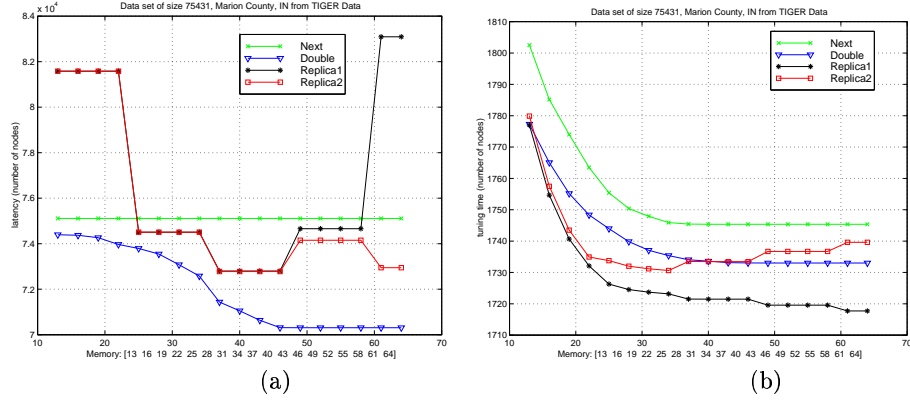 Data set of size 75431, Marion County, IN from TIGER Data
x 10⁴
8.4
8.2
8
7.8
7.6
7.4
7.2
7
latency (number of nodes)
Next
Double
Replica1
Replica2
10 20 30 40 50 60 70
Memory: [13 16 19 22 25 28 31 34 37 40 43 46 49 52 55 58 61 64]
(a)
Data set of size 75431, Marion County, IN from TIGER Data
1810
1800
1790
1780
1770
1760
1750
1740
1730
1720
1710
tuning time (number of nodes)
Next
Double
Replica1
Replica2
10 20 30 40 50 60 70
Memory: [13 16 19 22 25 28 31 34 37 40 43 46 49 52 55 58 61 64]
(b)